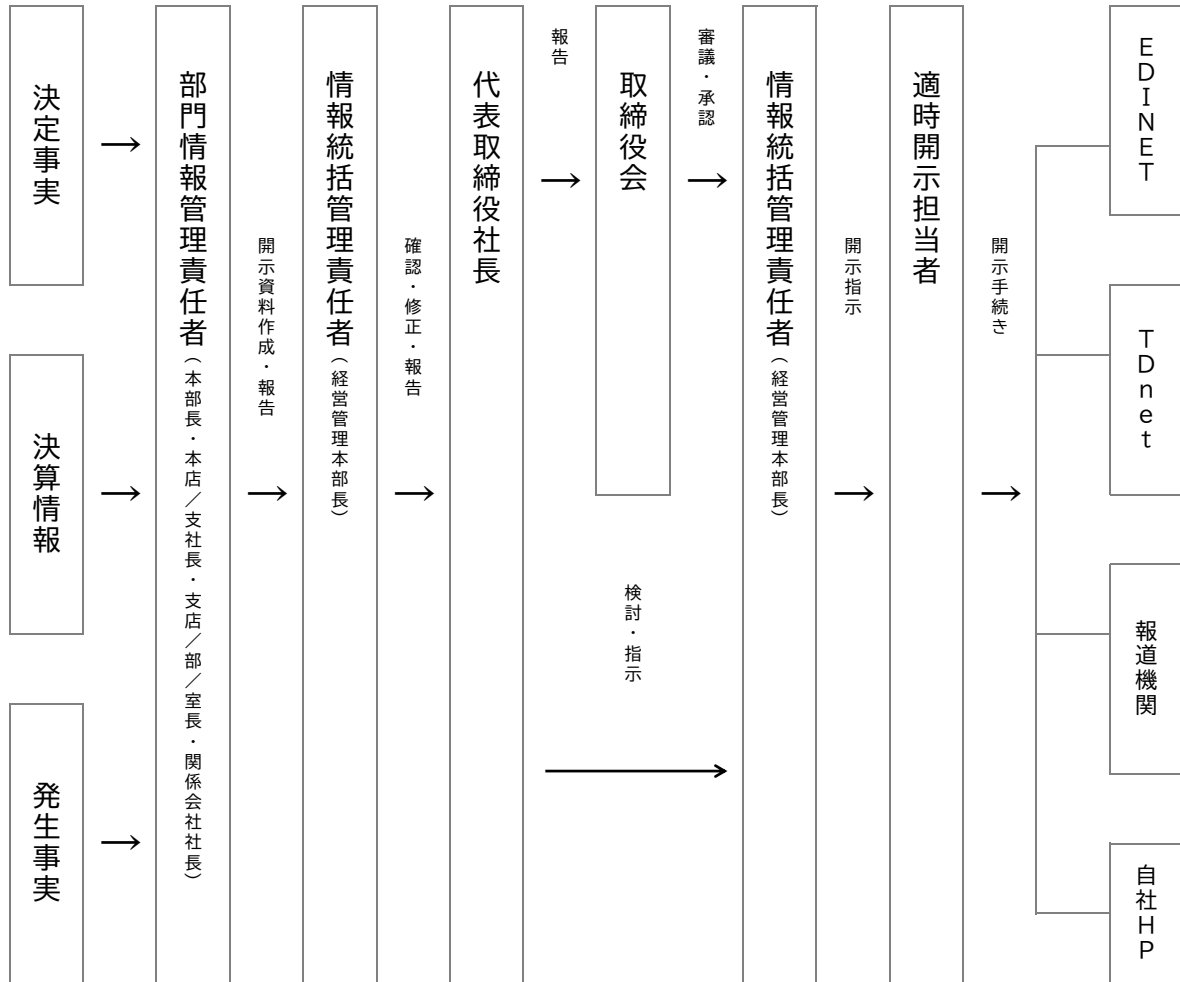 決定事実
決算情報
発生事実
部門情報管理責任者（本部長・本店／支社長・支店／部／室長・関係会社社長）
開示資料作成・報告
情報統括管理責任者（経営管理本部長）
確認・修正・報告
代表取締役社長
報告
取締役会
審議・承認
検討・指示
情報統括管理責任者（経営管理本部長）
開示指示
適時開示担当者
開示手続き
ＥＤＩＮＥＴ
ＴＤｎｅｔ
報道機関
自社ＨＰ